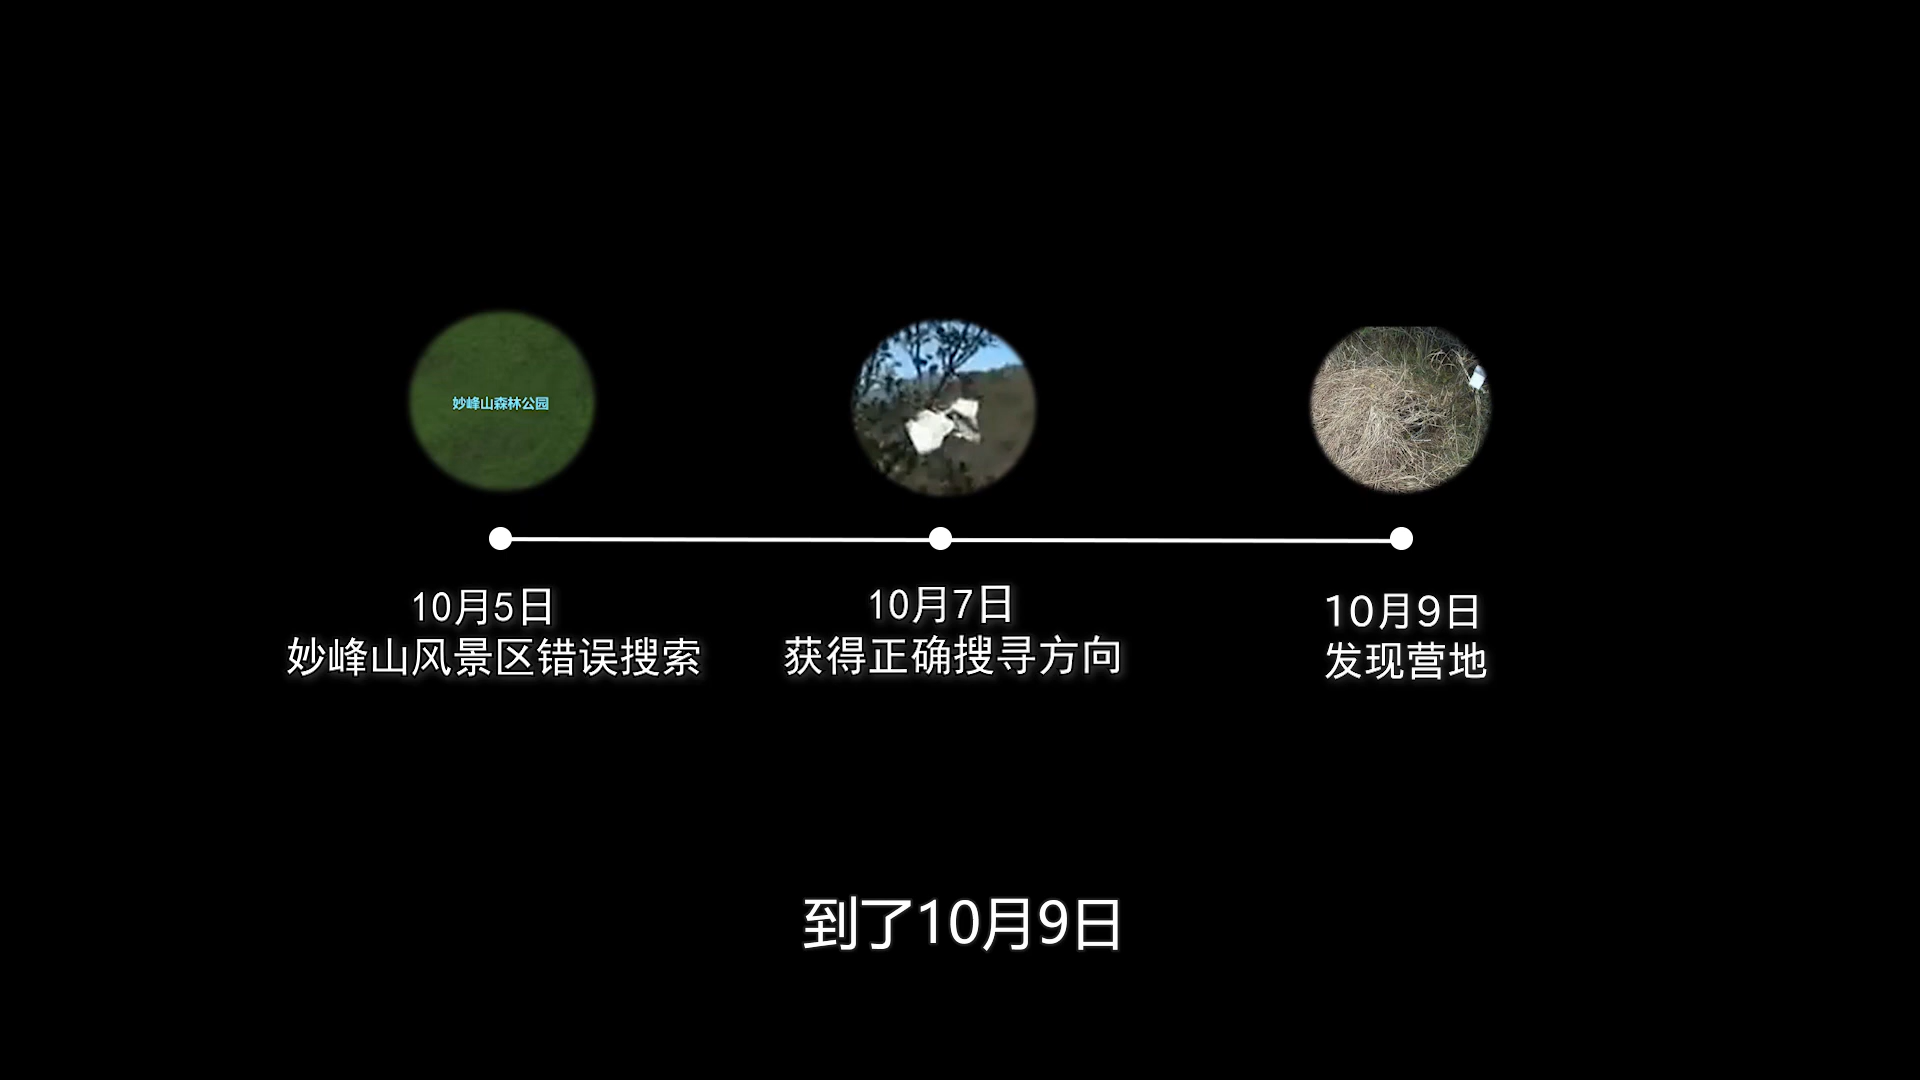 妙峰山森林公园
10月5日
妙峰山风景区错误搜索
10月7日
获得正确搜寻方向
10月9日
发现营地
到了10月9日